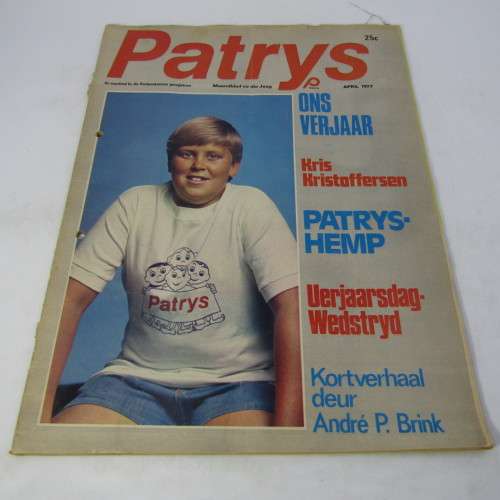 Patrys
25c
Maandblad vir die Jeug
APRIL 1977
ONS
VERJAAR
Kris
Kristoffersen
PATRYS-
HEMP
Verjaarsdag-
Wedstryd
Kortverhaal
deur
André P. Brink
Patrys